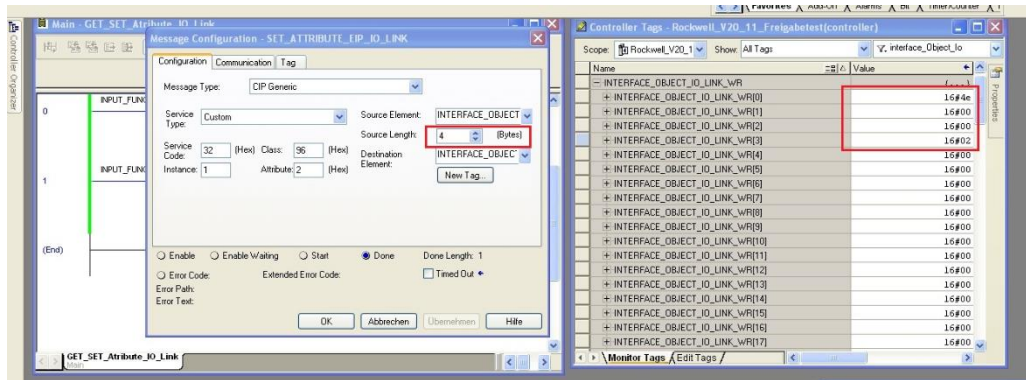 Favorites Add-On Alarms Bit Timer/Counter
Controller Organizer
Main - GET_SET_Atribute_IO_Link
0
INPUT_FUNC
1
INPUT_FUNC
(End)
GET_SET_Atribute_IO_Link
Main
Message Configuration - SET_ATTRIBUTE_EIP_IO_LINK
Configuration Communication Tag
Message Type: CIP Generic
Service Type: Custom
Service Code: 32 (Hex) Class: 96 (Hex)
Instance: 1 Attribute: 2 (Hex)
Source Element: INTERFACE_OBJECT
Source Length: 4 (Bytes)
Destination Element: INTERFACE_OBJEC
New Tag...
Enable Enable Waiting Start Done Done Length: 1
Error Code: Extended Error Code: Timed Out
Error Path:
Error Text:
OK Abbrechen Übernehmen Hilfe
Controller Tags - Rockwell_V20_11_Freigabetest(controller)
Scope: Rockwell_V20_1 Show: All Tags interface_Object_Io
Name Value
INTERFACE_OBJECT_IO_LINK_WR {...}
INTERFACE_OBJECT_IO_LINK_WR[0] 16#4e
INTERFACE_OBJECT_IO_LINK_WR[1] 16#00
INTERFACE_OBJECT_IO_LINK_WR[2] 16#00
INTERFACE_OBJECT_IO_LINK_WR[3] 16#02
INTERFACE_OBJECT_IO_LINK_WR[4] 16#00
INTERFACE_OBJECT_IO_LINK_WR[5] 16#00
INTERFACE_OBJECT_IO_LINK_WR[6] 16#00
INTERFACE_OBJECT_IO_LINK_WR[7] 16#00
INTERFACE_OBJECT_IO_LINK_WR[8] 16#00
INTERFACE_OBJECT_IO_LINK_WR[9] 16#00
INTERFACE_OBJECT_IO_LINK_WR[10] 16#00
INTERFACE_OBJECT_IO_LINK_WR[11] 16#00
INTERFACE_OBJECT_IO_LINK_WR[12] 16#00
INTERFACE_OBJECT_IO_LINK_WR[13] 16#00
INTERFACE_OBJECT_IO_LINK_WR[14] 16#00
INTERFACE_OBJECT_IO_LINK_WR[15] 16#00
INTERFACE_OBJECT_IO_LINK_WR[16] 16#00
INTERFACE_OBJECT_IO_LINK_WR[17] 16#00
Monitor Tags Edit Tags
Properties